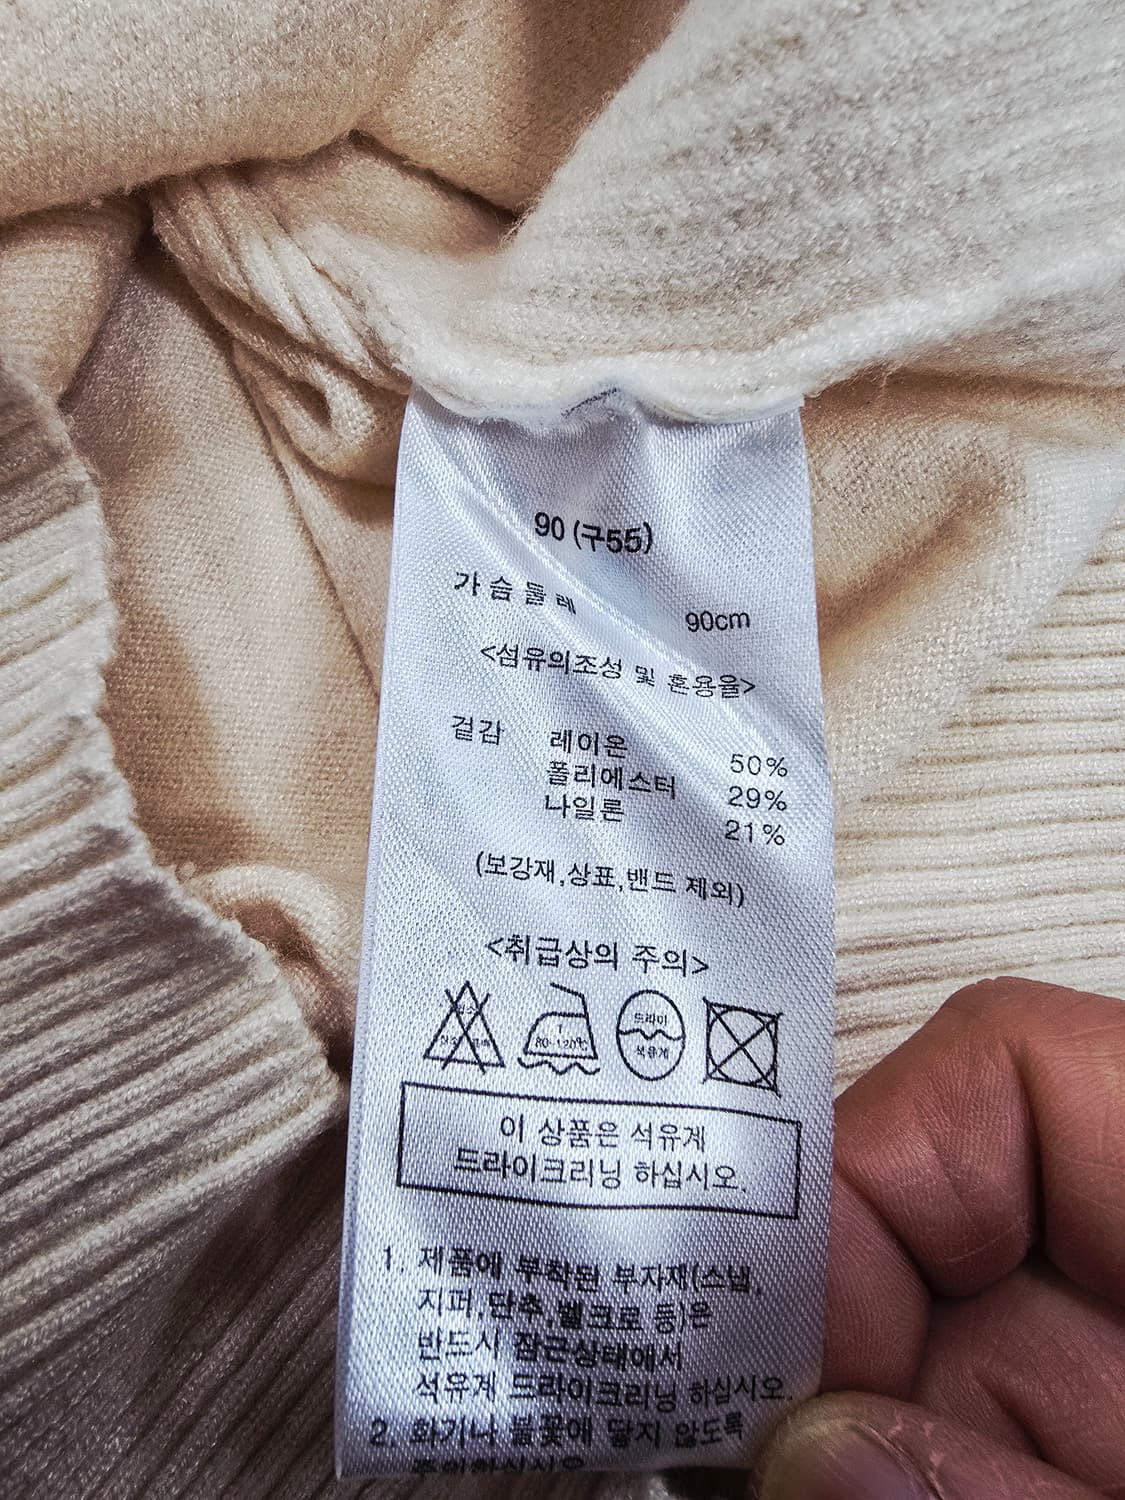 90 (구55)
가슴둘레 90cm
<섬유의조성 및 혼용율>
겉감 레이온 50%
폴리에스터 29%
나일론 21%
(보강재,상표,밴드 제외)
<취급상의 주의>
80~120℃ 드라이
석유계
이 상품은 석유계
드라이크리닝 하십시오.
1. 제품에 부착된 부자재(스냅,
지퍼,단추,벨크로 등)은
반드시 잠근상태에서
석유계 드라이크리닝 하십시오.
2. 화기나 불꽃에 닿지 않도록